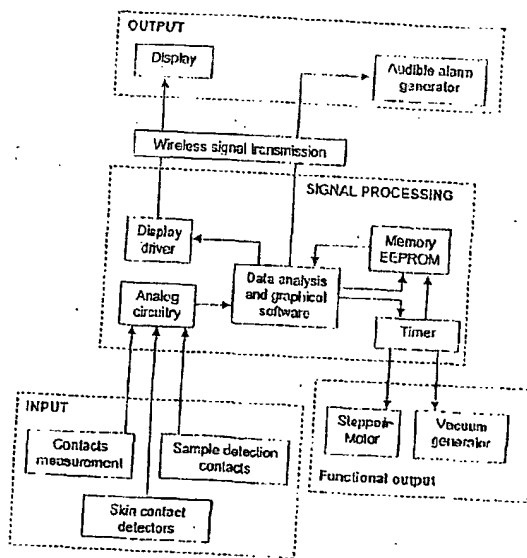 OUTPUT
Display
Audible alarm
generator
Wireless signal transmission
SIGNAL PROCESSING
Display
driver
Memory
EEPROM
Data analysis
and graphical
software
Analog
circuitry
Timer
INPUT
Contacts
measurement
Sample detection
contacts
Skin contact
detectors
Stepper
Motor
Vacuum
generator
Functional output